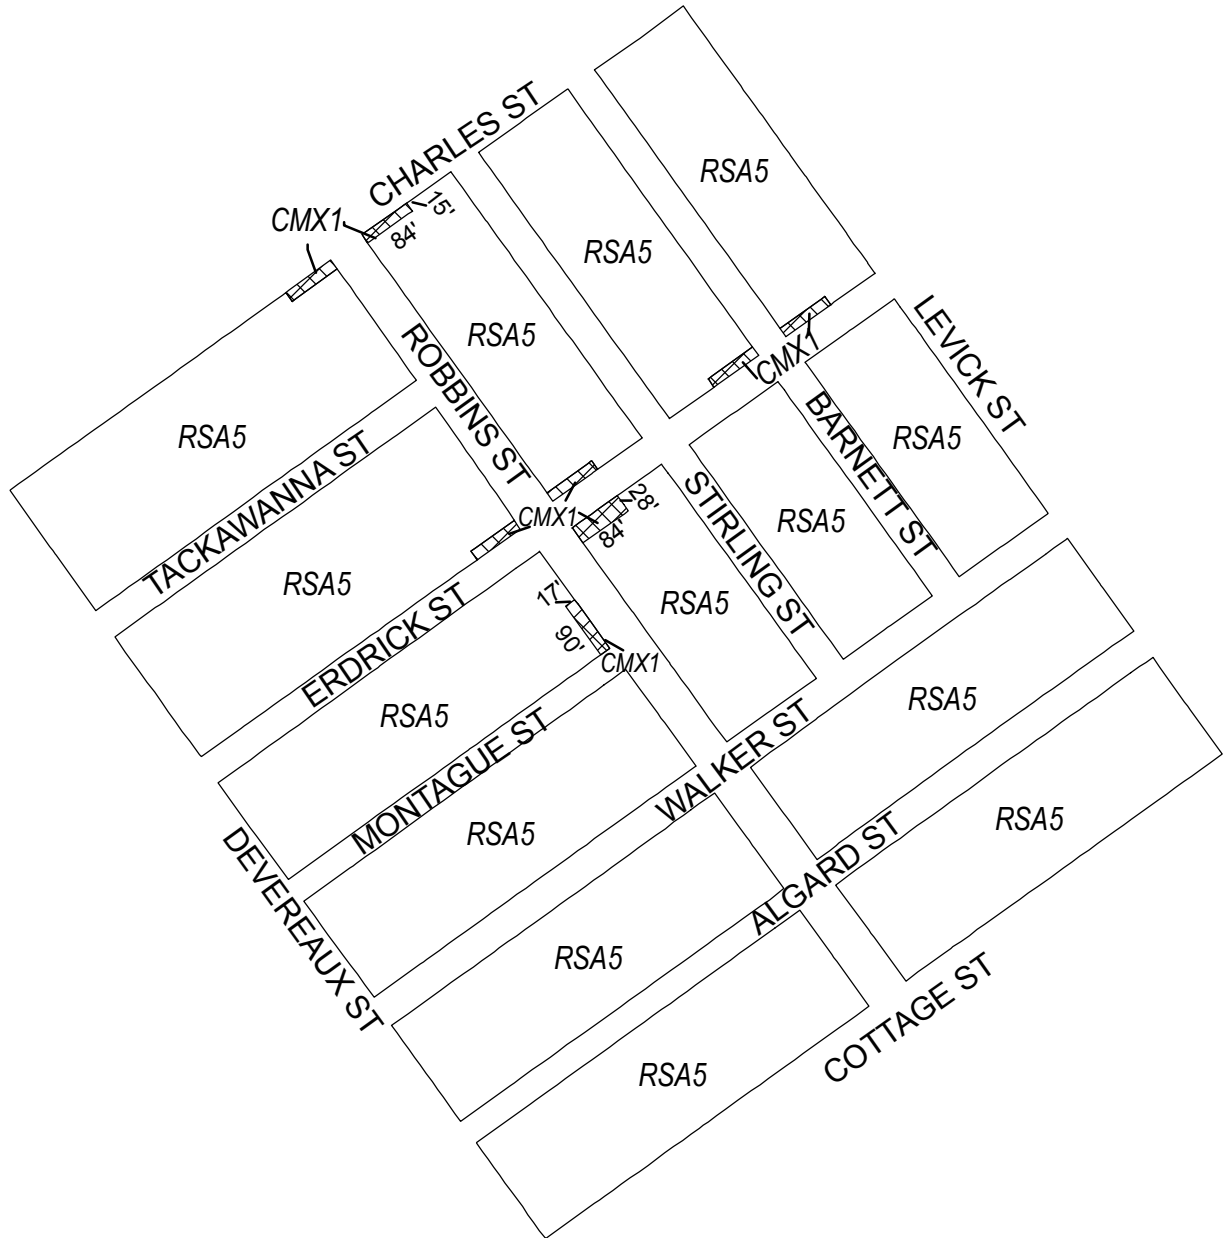 CHARLES ST
RSA5
CMX1
15'
84'
RSA5
RSA5
LEVICK ST
ROBBINS ST
CMX1
RSA5
TACKAWANNA ST
BARNETT ST
RSA5
STIRLING ST
CMX1
28'
84'
RSA5
RSA5
ERDRICK ST
17'
90'
CMX1
RSA5
RSA5
WALKER ST
RSA5
MONTAGUE ST
RSA5
DEVEREAUX ST
ALGARD ST
RSA5
RSA5
COTTAGE ST
RSA5